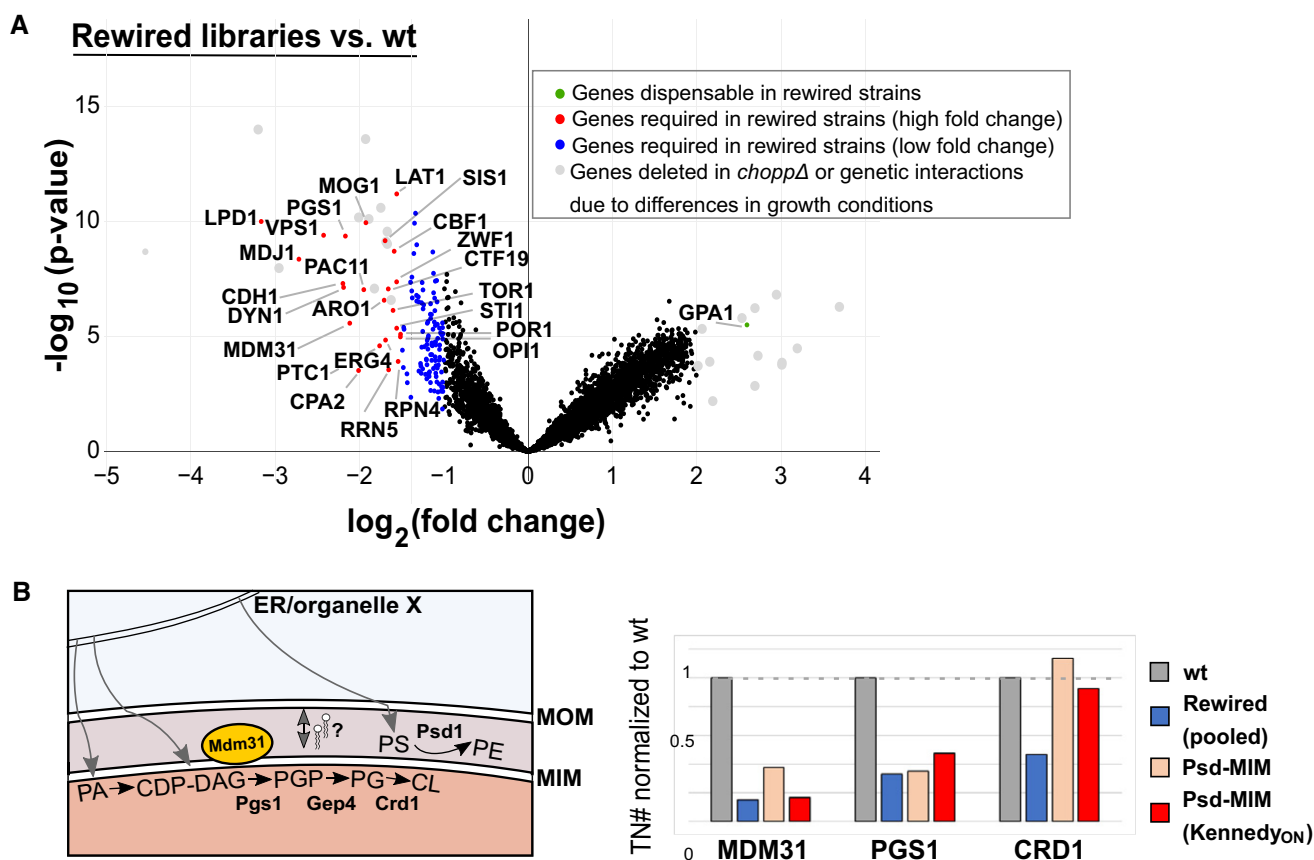 A
Rewired libraries vs. wt
Genes dispensable in rewired strains
Genes required in rewired strains (high fold change)
Genes required in rewired strains (low fold change)
Genes deleted in choppΔ or genetic interactions
due to differences in growth conditions
-log10 (p-value)
15
10
5
0
LAT1
SIS1
MOG1
PGS1
LPD1
VPS1
CBF1
ZWF1
MDJ1
PAC11
CTF19
CDH1
DYN1
ARO1
TOR1
STI1
MDM31
POR1
OPI1
ERG4
PTC1
CPA2
RPN4
RRN5
GPA1
−5
−4
−3
−2
−1
0
1
2
3
4
log2(fold change)
B
ER/organelle X
MOM
MIM
Mdm31
?
PS
Psd1
PE
PA
CDP-DAG
PGP
PG
CL
Pgs1
Gep4
Crd1
TN# normalized to wt
1
0.5
0
MDM31
PGS1
CRD1
wt
Rewired
(pooled)
Psd-MIM
Psd-MIM
(KennedyON)